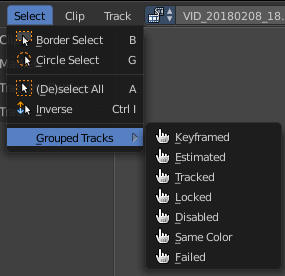 Select Clip Track VID_20180208_18.
Border Select B
Circle Select G
(De)select All A
Inverse Ctrl I
Grouped Tracks
Keyframed
Estimated
Tracked
Locked
Disabled
Same Color
Failed